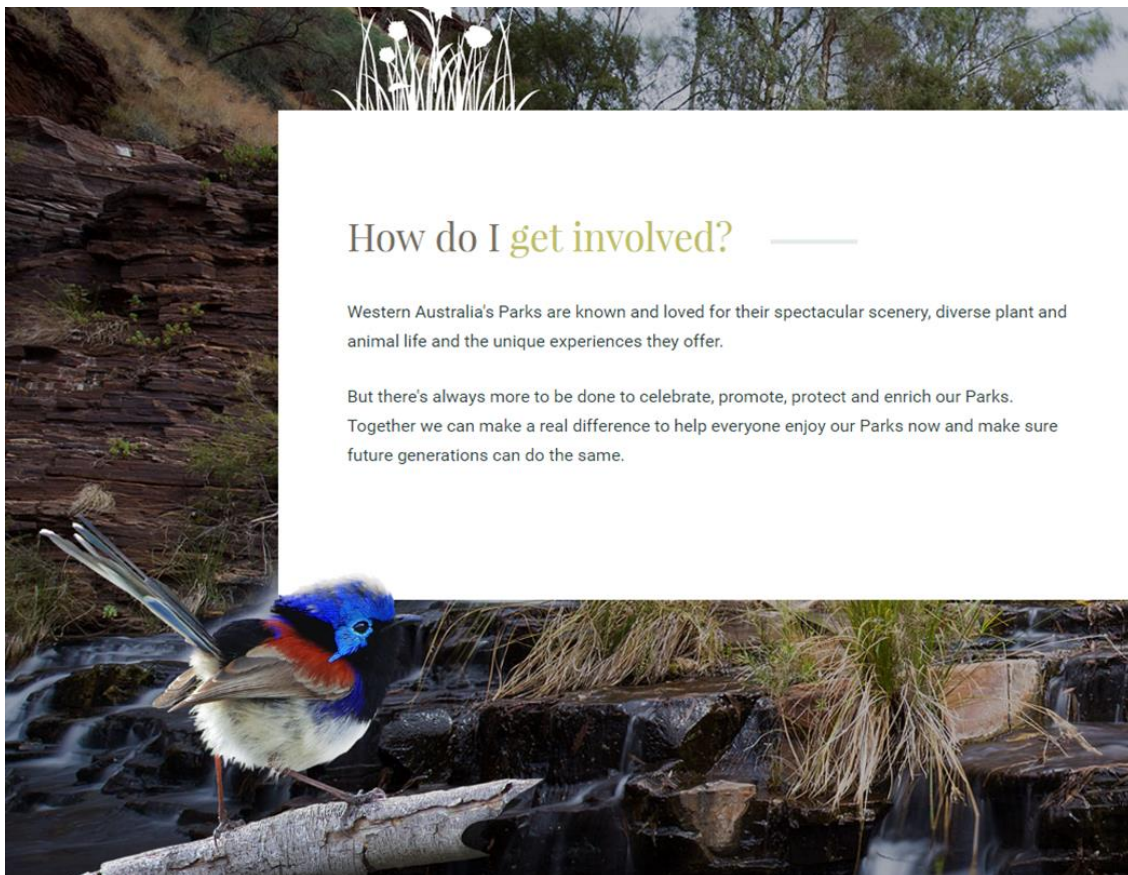 How do I get involved?
Western Australia's Parks are known and loved for their spectacular scenery, diverse plant and
animal life and the unique experiences they offer.
But there's always more to be done to celebrate, promote, protect and enrich our Parks.
Together we can make a real difference to help everyone enjoy our Parks now and make sure
future generations can do the same.